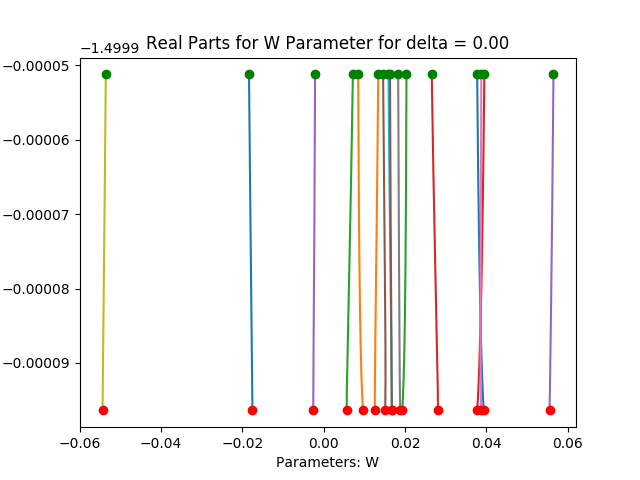 −1.4999
Real Parts for W Parameter for delta = 0.00
−0.00005
−0.00006
−0.00007
−0.00008
−0.00009
−0.06 −0.04 −0.02 0.00 0.02 0.04 0.06
Parameters: W